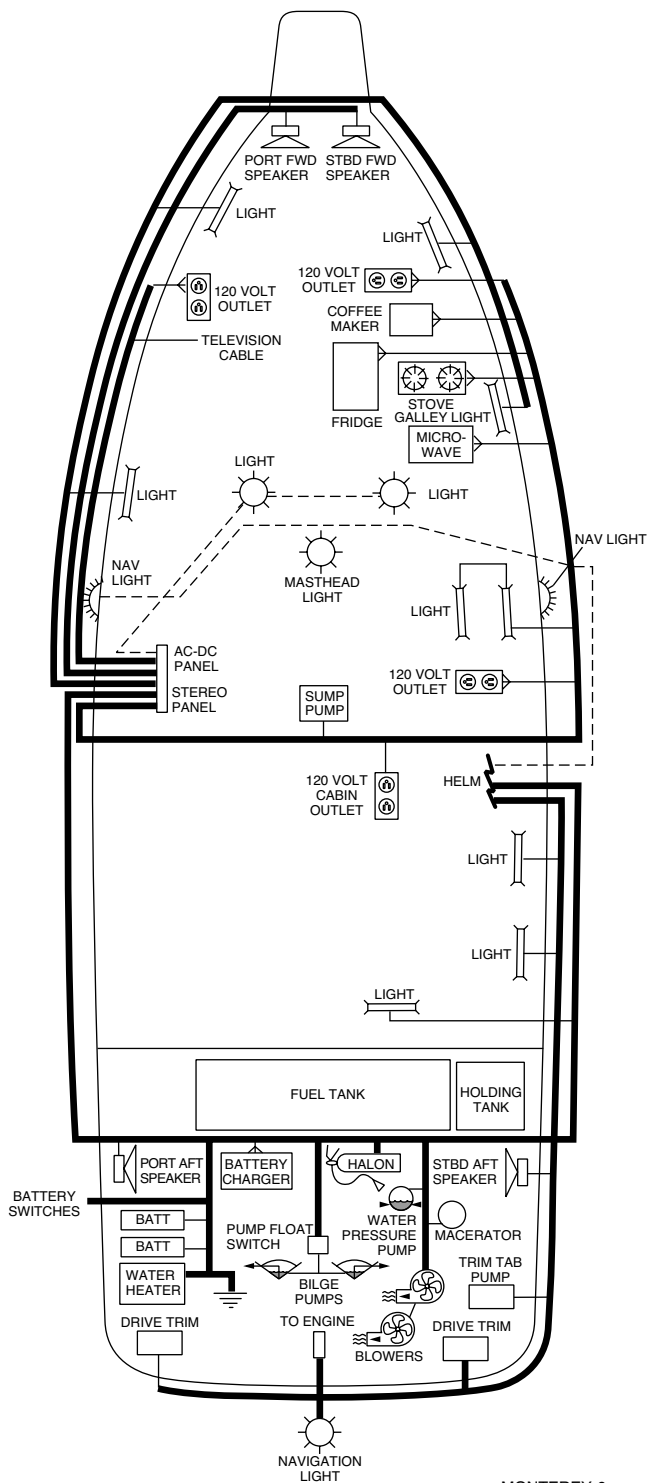 PORT FWD
SPEAKER
STBD FWD
SPEAKER
LIGHT
LIGHT
120 VOLT
OUTLET
120 VOLT
OUTLET
COFFEE
MAKER
TELEVISION
CABLE
FRIDGE
STOVE
GALLEY LIGHT
MICRO-
WAVE
LIGHT
LIGHT
LIGHT
NAV LIGHT
NAV
LIGHT
MASTHEAD
LIGHT
LIGHT
AC-DC
PANEL
STEREO
PANEL
SUMP
PUMP
120 VOLT
OUTLET
120 VOLT
CABIN
OUTLET
HELM
LIGHT
LIGHT
LIGHT
FUEL TANK
HOLDING
TANK
PORT AFT
SPEAKER
BATTERY
CHARGER
HALON
STBD AFT
SPEAKER
BATTERY
SWITCHES
BATT
BATT
WATER
HEATER
PUMP FLOAT
SWITCH
WATER
PRESSURE
PUMP
MACERATOR
BILGE
PUMPS
TRIM TAB
PUMP
DRIVE TRIM
TO ENGINE
BLOWERS
DRIVE TRIM
NAVIGATION
LIGHT